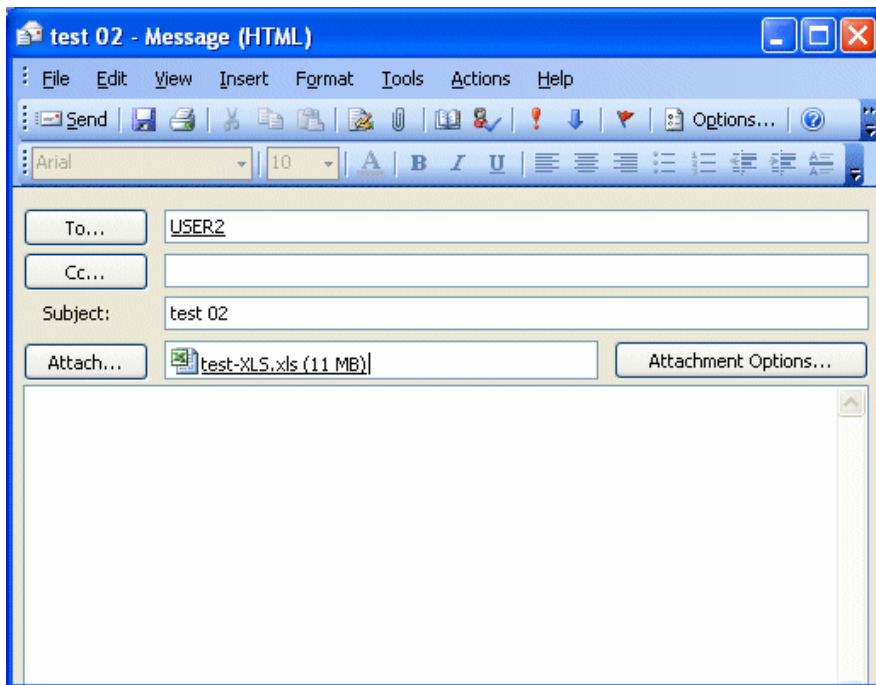 test 02 - Message (HTML)
File Edit View Insert Format Tools Actions Help
Send Options...
Arial 10 A B I U
To... USER2
Cc...
Subject: test 02
Attach... test-XLS.xls (11 MB) Attachment Options...